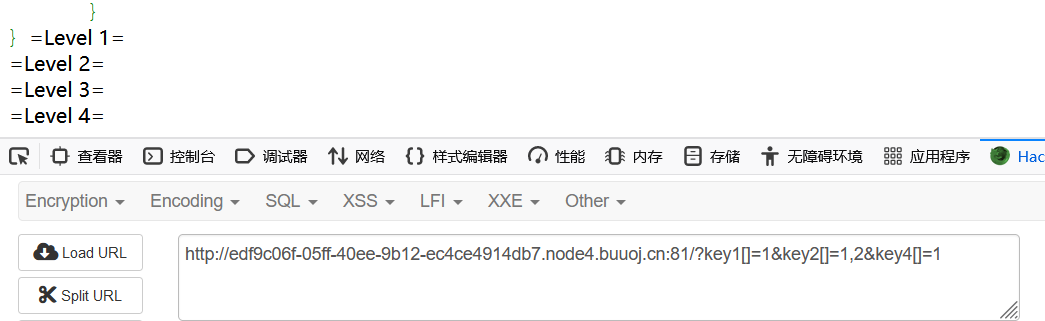 }
} =Level 1=
=Level 2=
=Level 3=
=Level 4=
查看器 控制台 调试器 网络 {} 样式编辑器 性能 内存 存储 无障碍环境 应用程序 Hac
Encryption Encoding SQL XSS LFI XXE Other
Load URL http://edf9c06f-05ff-40ee-9b12-ec4ce4914db7.node4.buuoj.cn:81/?key1[]=1&key2[]=1,2&key4[]=1
Split URL